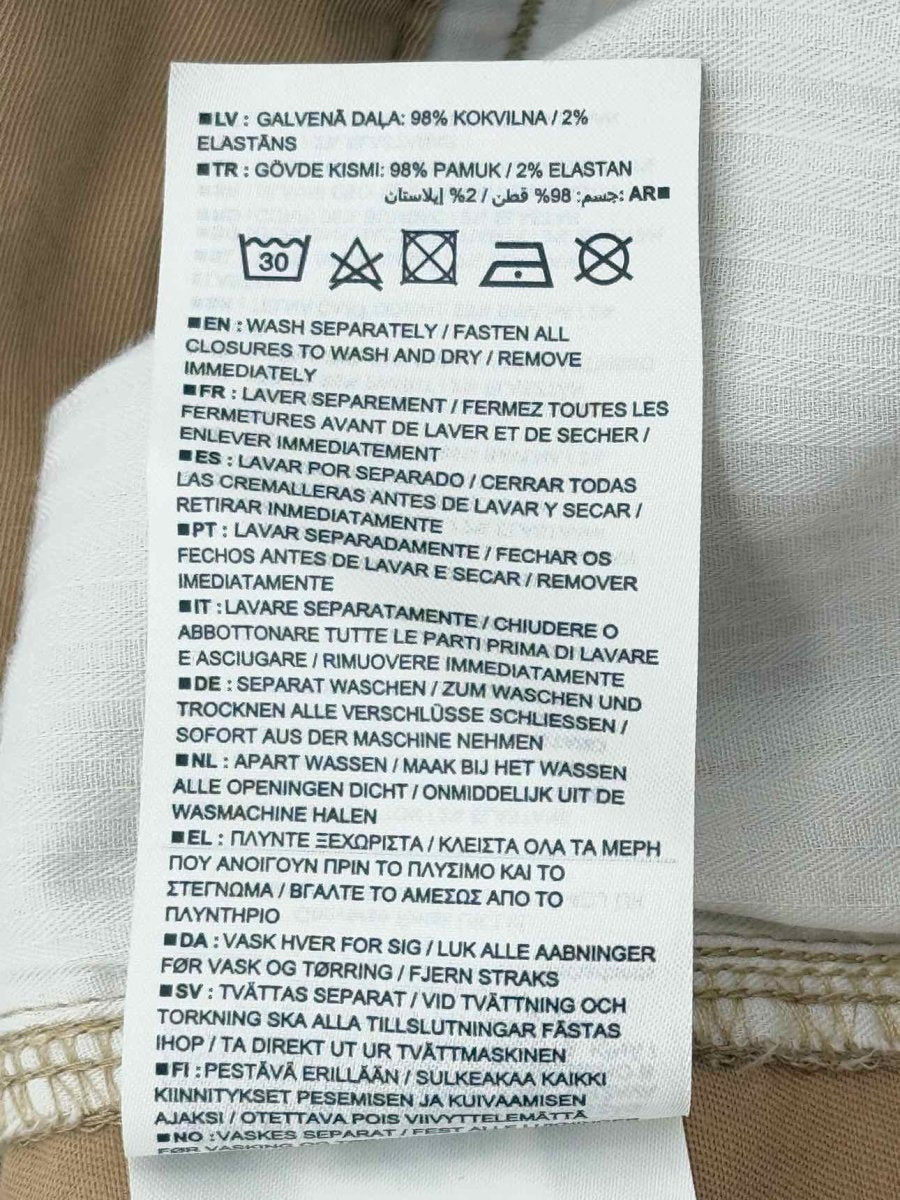 ■LV : GALVENĀ DAĻA: 98% KOKVILNA / 2%
ELASTĀNS
■TR : GÖVDE KISMI: 98% PAMUK / 2% ELASTAN
■AR :جسم: 98% قطن / 2% إيلاستان
30
■EN : WASH SEPARATELY / FASTEN ALL
CLOSURES TO WASH AND DRY / REMOVE
IMMEDIATELY
■FR : LAVER SEPAREMENT / FERMEZ TOUTES LES
FERMETURES AVANT DE LAVER ET DE SECHER /
ENLEVER IMMEDIATEMENT
■ES : LAVAR POR SEPARADO / CERRAR TODAS
LAS CREMALLERAS ANTES DE LAVAR Y SECAR /
RETIRAR INMEDIATAMENTE
■PT : LAVAR SEPARADAMENTE / FECHAR OS
FECHOS ANTES DE LAVAR E SECAR / REMOVER
IMEDIATAMENTE
■IT : LAVARE SEPARATAMENTE / CHIUDERE O
ABBOTTONARE TUTTE LE PARTI PRIMA DI LAVARE
E ASCIUGARE / RIMUOVERE IMMEDIATAMENTE
■DE : SEPARAT WASCHEN / ZUM WASCHEN UND
TROCKNEN ALLE VERSCHLÜSSE SCHLIESSEN /
SOFORT AUS DER MASCHINE NEHMEN
■NL : APART WASSEN / MAAK BIJ HET WASSEN
ALLE OPENINGEN DICHT / ONMIDDELIJK UIT DE
WASMACHINE HALEN
■EL : ΠΛΥΝΤΕ ΞΕΧΩΡΙΣΤΑ / ΚΛΕΙΣΤΑ ΟΛΑ ΤΑ ΜΕΡΗ
ΠΟΥ ΑΝΟΙΓΟΥΝ ΠΡΙΝ ΤΟ ΠΛΥΣΙΜΟ ΚΑΙ ΤΟ
ΣΤΕΓΝΩΜΑ / ΒΓΑΛΤΕ ΤΟ ΑΜΕΣΩΣ ΑΠΟ ΤΟ
ΠΛΥΝΤΗΡΙΟ
■DA : VASK HVER FOR SIG / LUK ALLE AABNINGER
FØR VASK OG TØRRING / FJERN STRAKS
■SV : TVÄTTAS SEPARAT / VID TVÄTTNING OCH
TORKNING SKA ALLA TILLSLUTNINGAR FÄSTAS
IHOP / TA DIREKT UT UR TVÄTTMASKINEN
■FI : PESTÄVÄ ERILLÄÄN / SULKEAKAA KAIKKI
KIINNITYKSET PESEMISEN JA KUIVAAMISEN
AJAKSI / OTETTAVA POIS VIIVYTTELEMÄTTÄ
■NO : VASKES SEPARAT / FEST ALLE
FØR VASKING OG